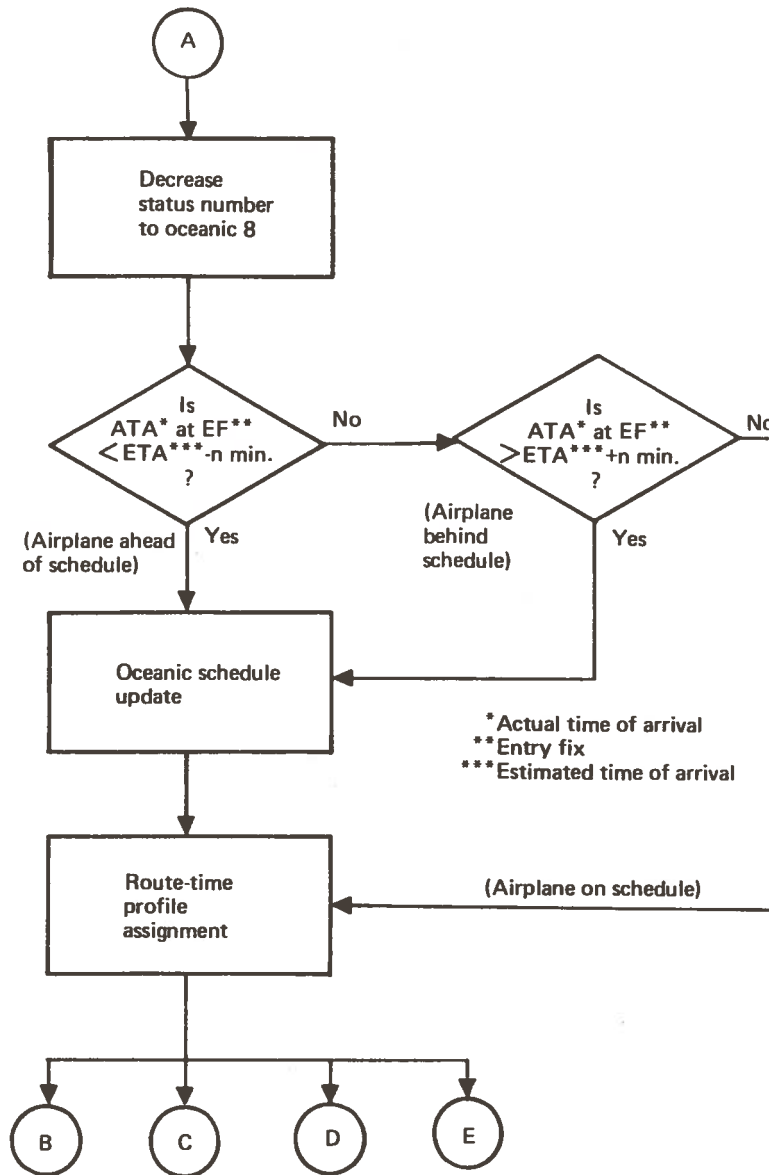 A
Decrease
status number
to oceanic 8
Is
ATA* at EF**
<ETA***-n min.
?
No
Is
ATA* at EF**
>ETA***+n min.
?
No
(Airplane ahead
of schedule)
Yes
(Airplane
behind
schedule)
Yes
Oceanic schedule
update
*Actual time of arrival
**Entry fix
***Estimated time of arrival
Route-time
profile
assignment
(Airplane on schedule)
B
C
D
E